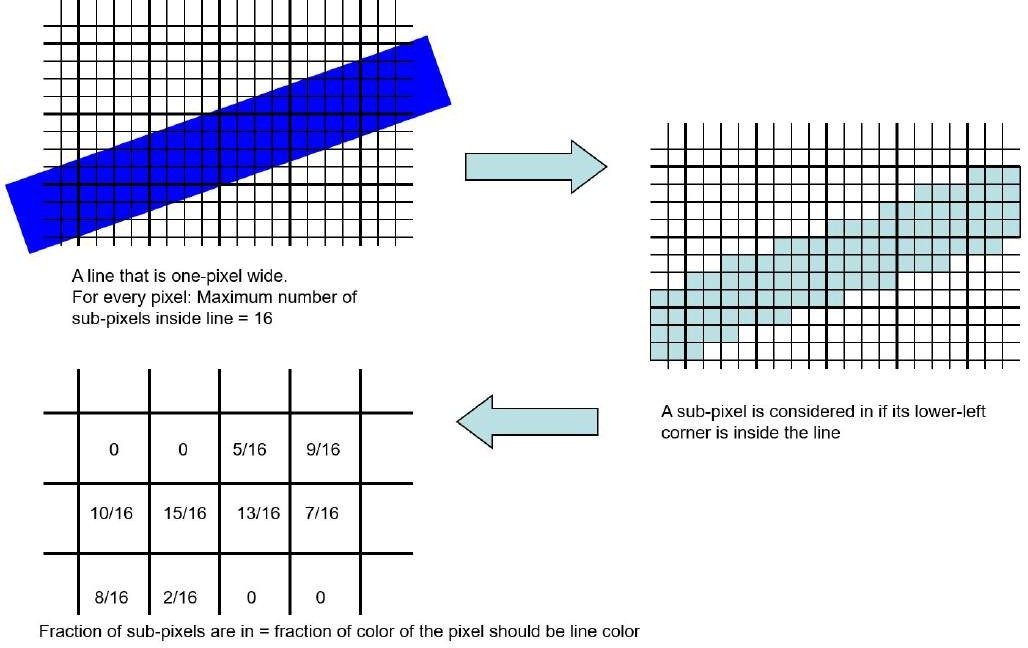 A line that is one-pixel wide.
For every pixel: Maximum number of
sub-pixels inside line = 16
A sub-pixel is considered in if its lower-left
corner is inside the line
0 0 5/16 9/16
10/16 15/16 13/16 7/16
8/16 2/16 0 0
Fraction of sub-pixels are in = fraction of color of the pixel should be line color